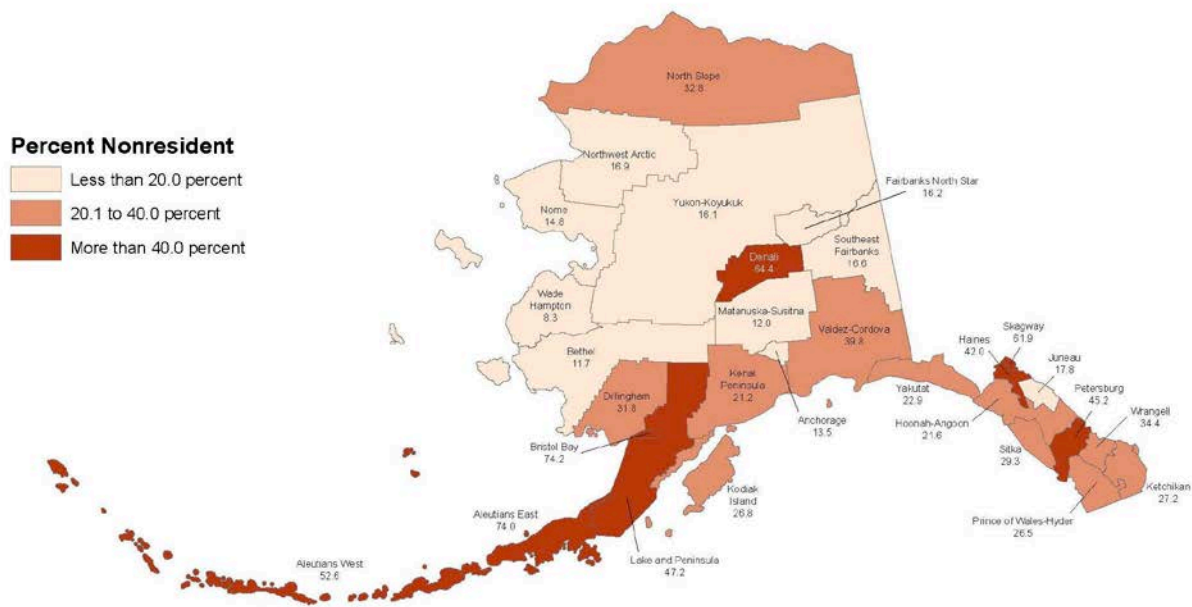 Percent Nonresident
Less than 20.0 percent
20.1 to 40.0 percent
More than 40.0 percent
North Slope
32.8
Northwest Arctic
16.9
Fairbanks North Star
16.2
Nome
14.8
Yukon-Koyukuk
16.1
Southeast
Fairbanks
16.6
Denali
64.4
Wade
Hampton
8.3
Matanuska-Susitna
12.0
Valdez-Cordova
39.8
Bethel
11.7
Kenai
Peninsula
21.2
Dillingham
31.8
Anchorage
13.5
Bristol Bay
74.2
Kodiak
Island
26.8
Aleutians East
74.0
Lake and Peninsula
47.2
Aleutians West
52.6
Skagway
61.9
Haines
42.0
Juneau
17.8
Petersburg
45.2
Wrangell
34.4
Yakutat
22.9
Hoonah-Angoon
21.6
Sitka
29.3
Ketchikan
27.2
Prince of Wales-Hyder
26.5